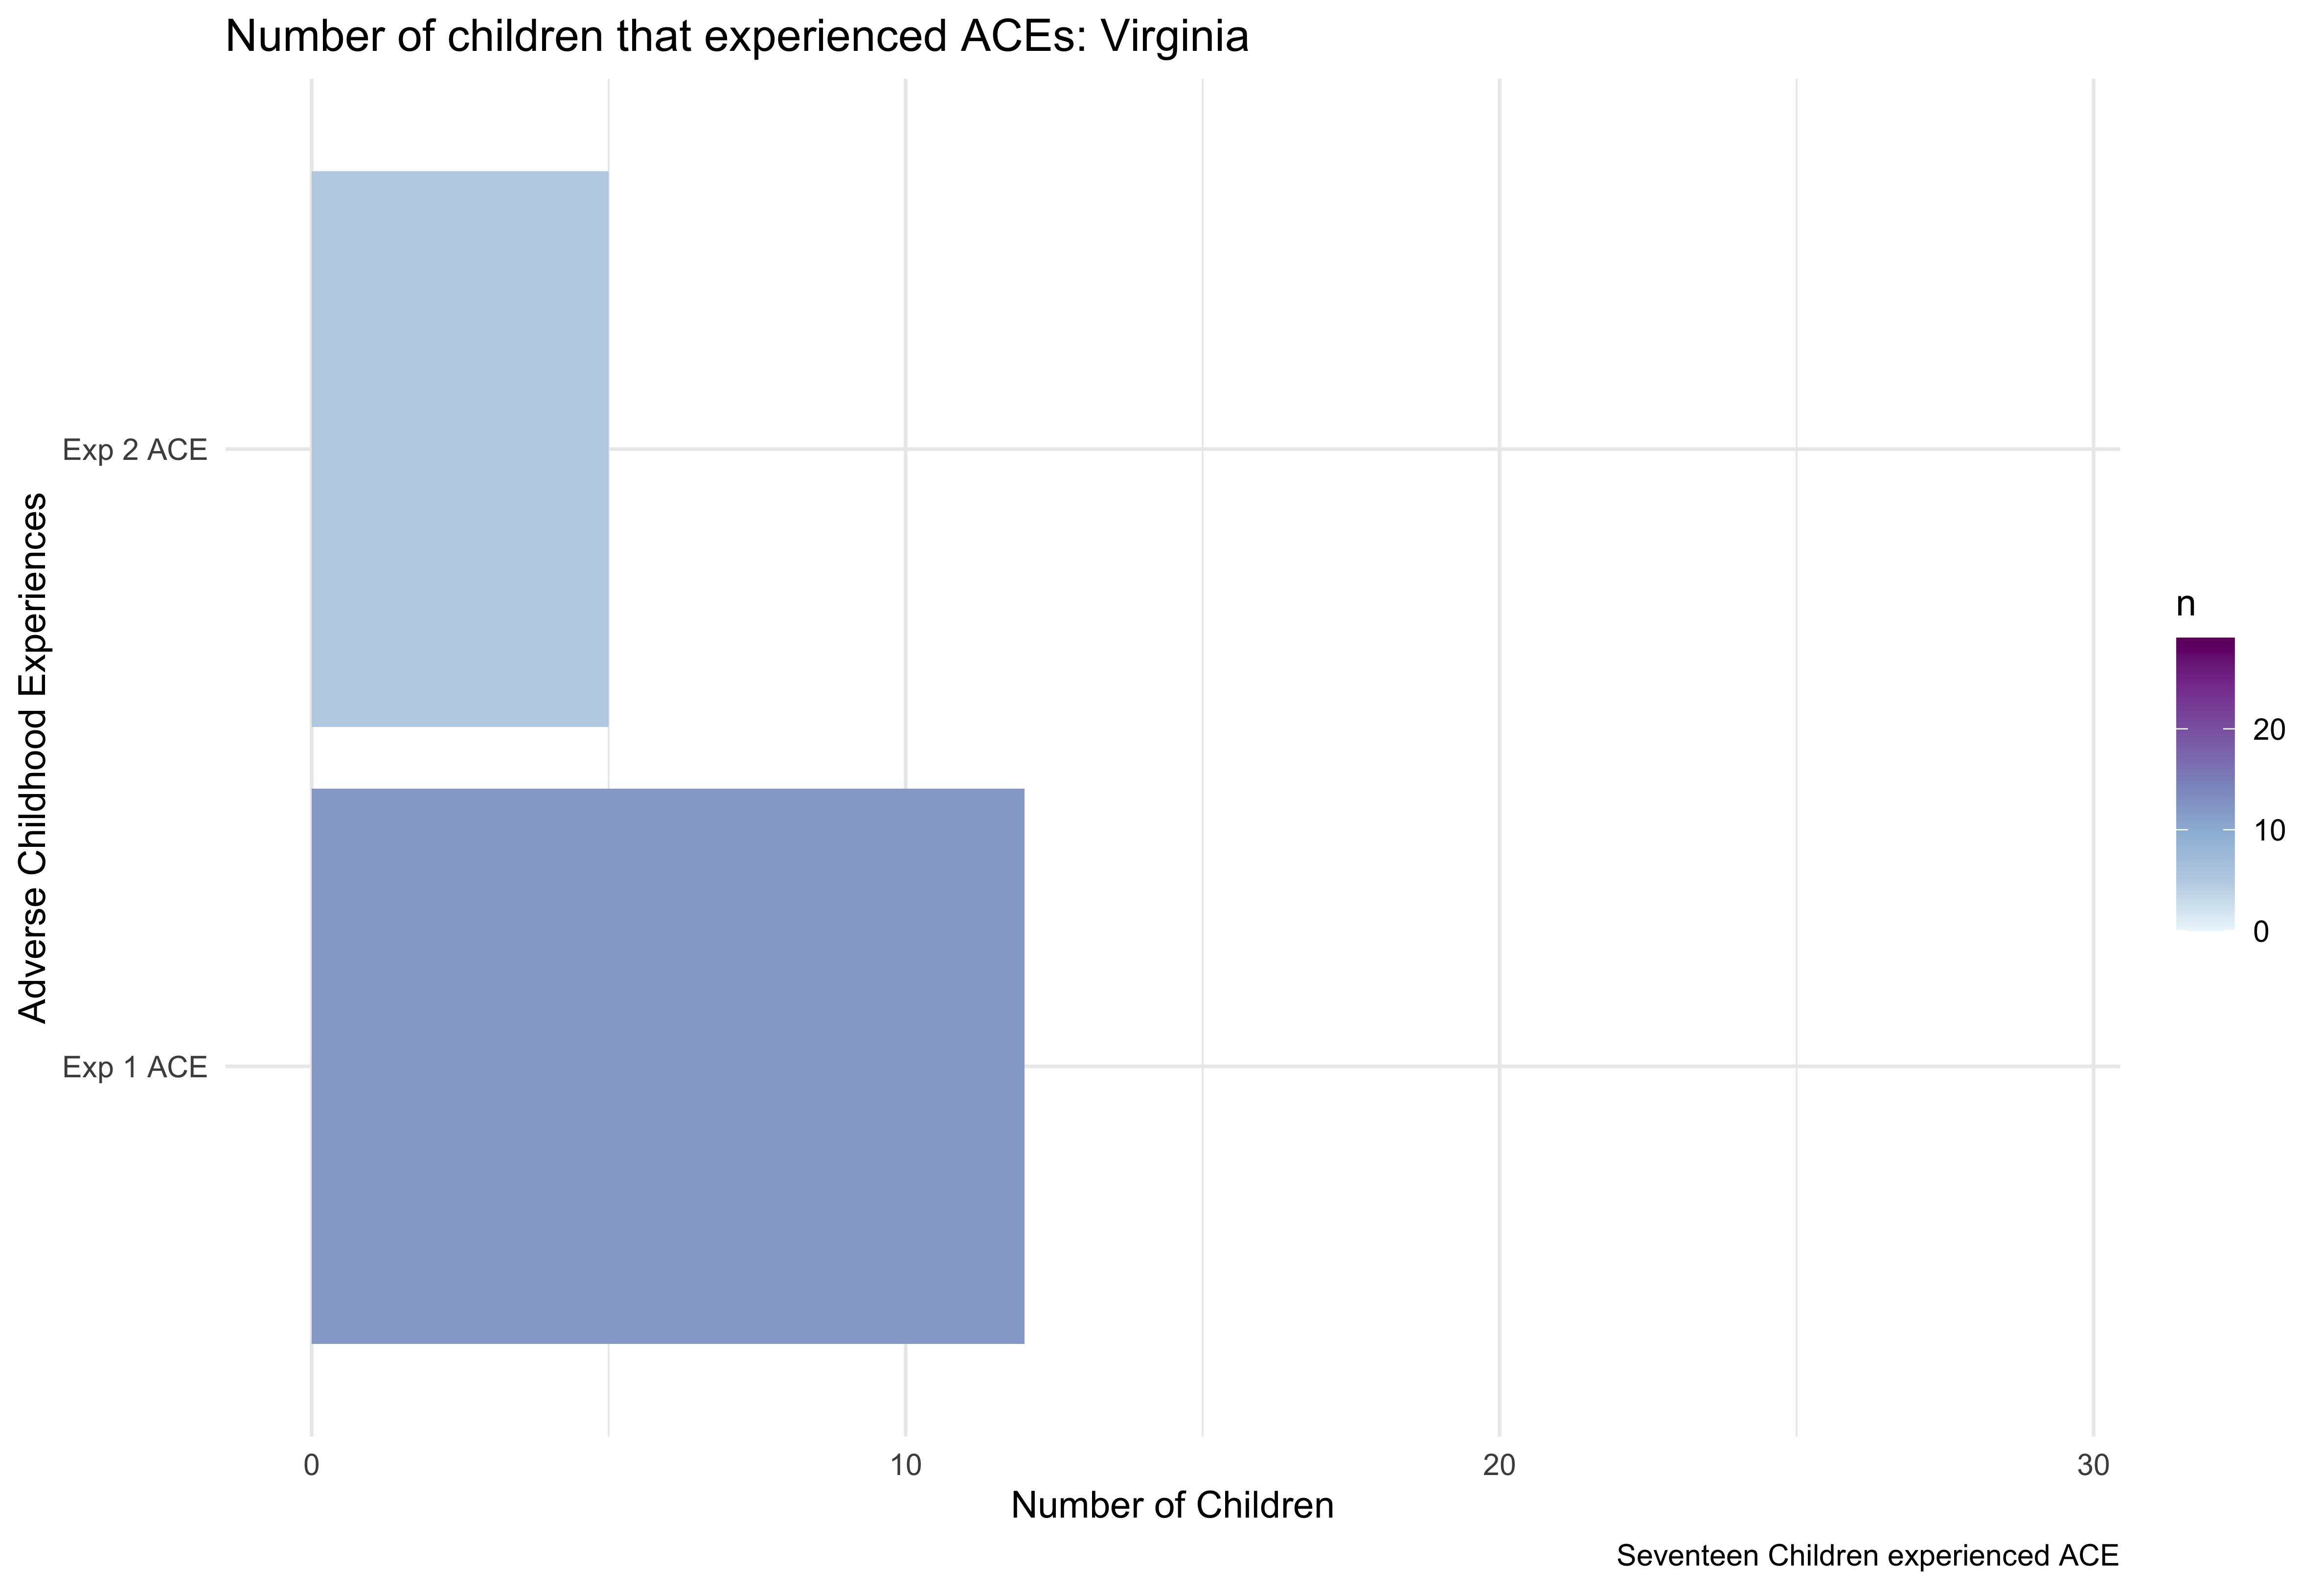 Number of children that experienced ACEs: Virginia
Adverse Childhood Experiences
Exp 2 ACE
Exp 1 ACE
0
10
20
30
Number of Children
n
20
10
0
Seventeen Children experienced ACE